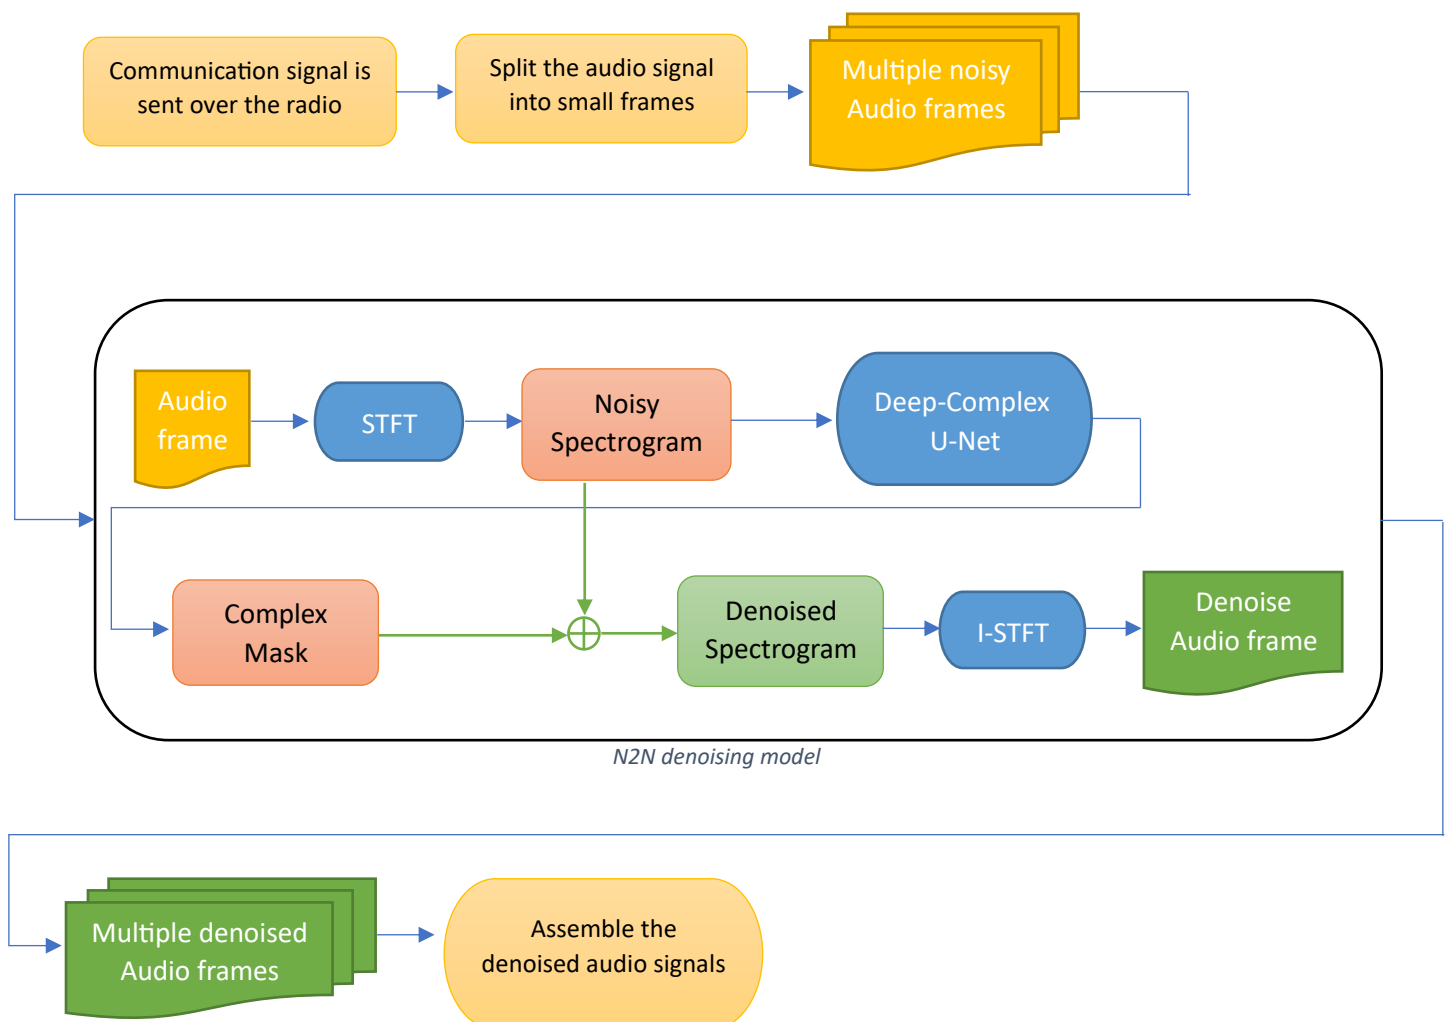 Communication signal is
sent over the radio
Split the audio signal
into small frames
Multiple noisy
Audio frames
Audio
frame
STFT
Noisy
Spectrogram
Deep-Complex
U-Net
Complex
Mask
Denoised
Spectrogram
I-STFT
Denoise
Audio frame
N2N denoising model
Multiple denoised
Audio frames
Assemble the
denoised audio signals